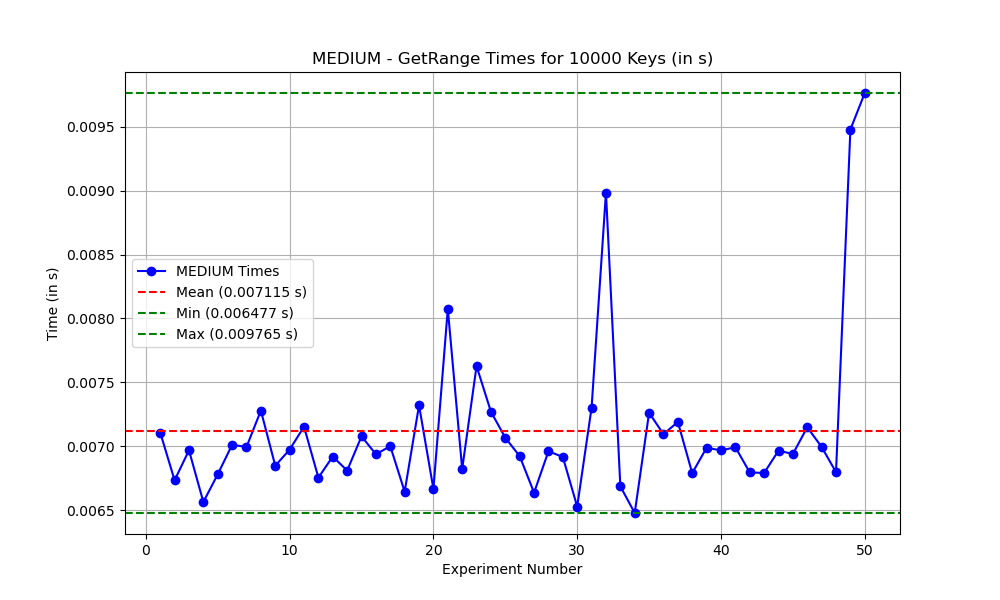 MEDIUM - GetRange Times for 10000 Keys (in s)
Time (in s)
0.0095
0.0090
0.0085
0.0080
0.0075
0.0070
0.0065
MEDIUM Times
Mean (0.007115 s)
Min (0.006477 s)
Max (0.009765 s)
0 10 20 30 40 50
Experiment Number